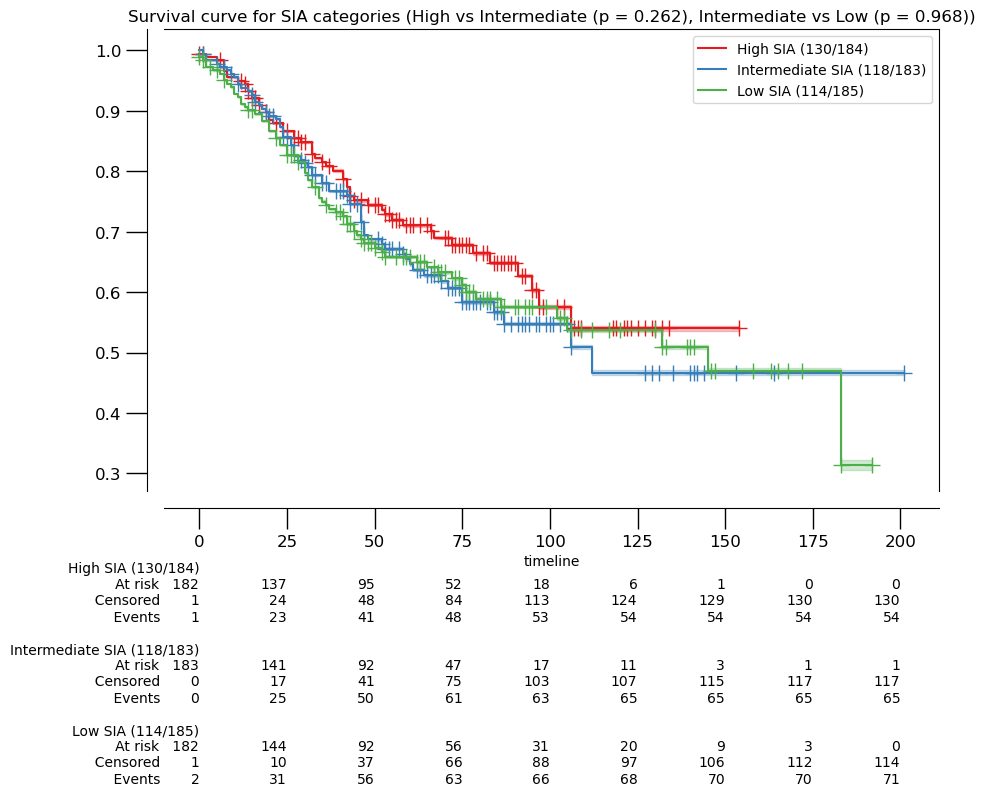 Survival curve for SIA categories (High vs Intermediate (p = 0.262), Intermediate vs Low (p = 0.968))
High SIA (130/184)
Intermediate SIA (118/183)
Low SIA (114/185)
1.0
0.9
0.8
0.7
0.6
0.5
0.4
0.3
0 25 50 75 100 125 150 175 200
timeline
High SIA (130/184)
At risk 182 137 95 52 18 6 1 0 0
Censored 1 24 48 84 113 124 129 130 130
Events 1 23 41 48 53 54 54 54 54
Intermediate SIA (118/183)
At risk 183 141 92 47 17 11 3 1 1
Censored 0 17 41 75 103 107 115 117 117
Events 0 25 50 61 63 65 65 65 65
Low SIA (114/185)
At risk 182 144 92 56 31 20 9 3 0
Censored 1 10 37 66 88 97 106 112 114
Events 2 31 56 63 66 68 70 70 71